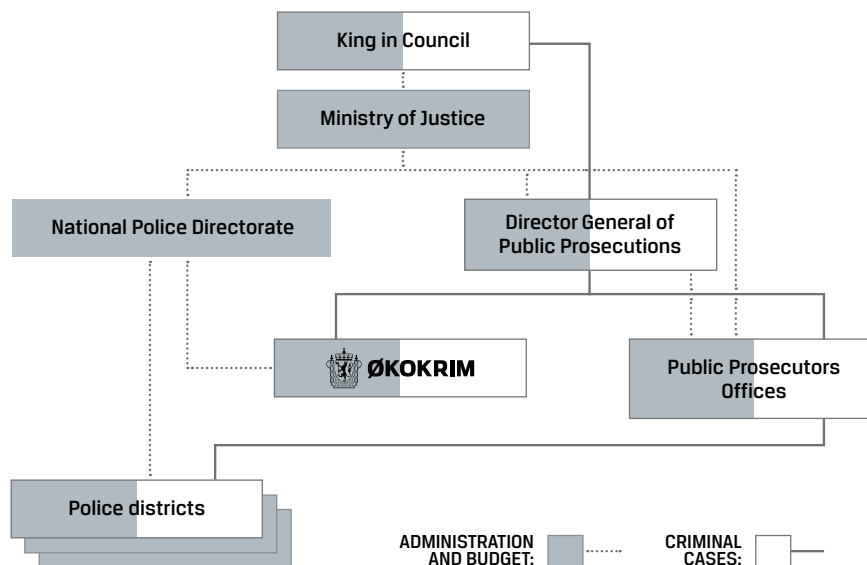 King in Council
Ministry of Justice
National Police Directorate
Director General of
Public Prosecutions
ØKOKRIM
Public Prosecutors
Offices
Police districts
ADMINISTRATION
AND BUDGET:
CRIMINAL
CASES: